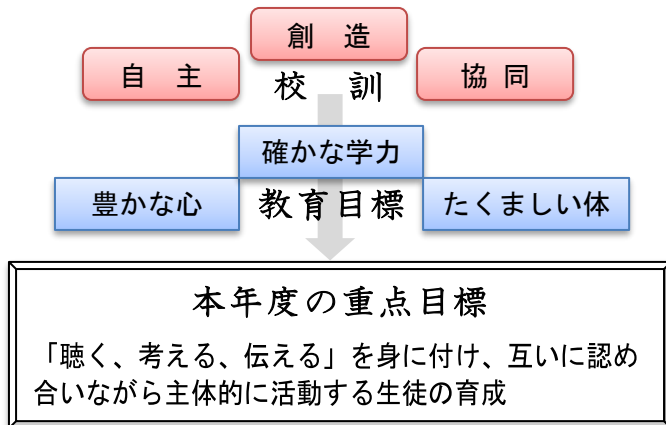 創　造
自　主
校　訓
協 同
確かな学力
豊かな心
教育目標
たくましい体
本年度の重点目標
「聴く、考える、伝える」を身に付け、互いに認め
合いながら主体的に活動する生徒の育成